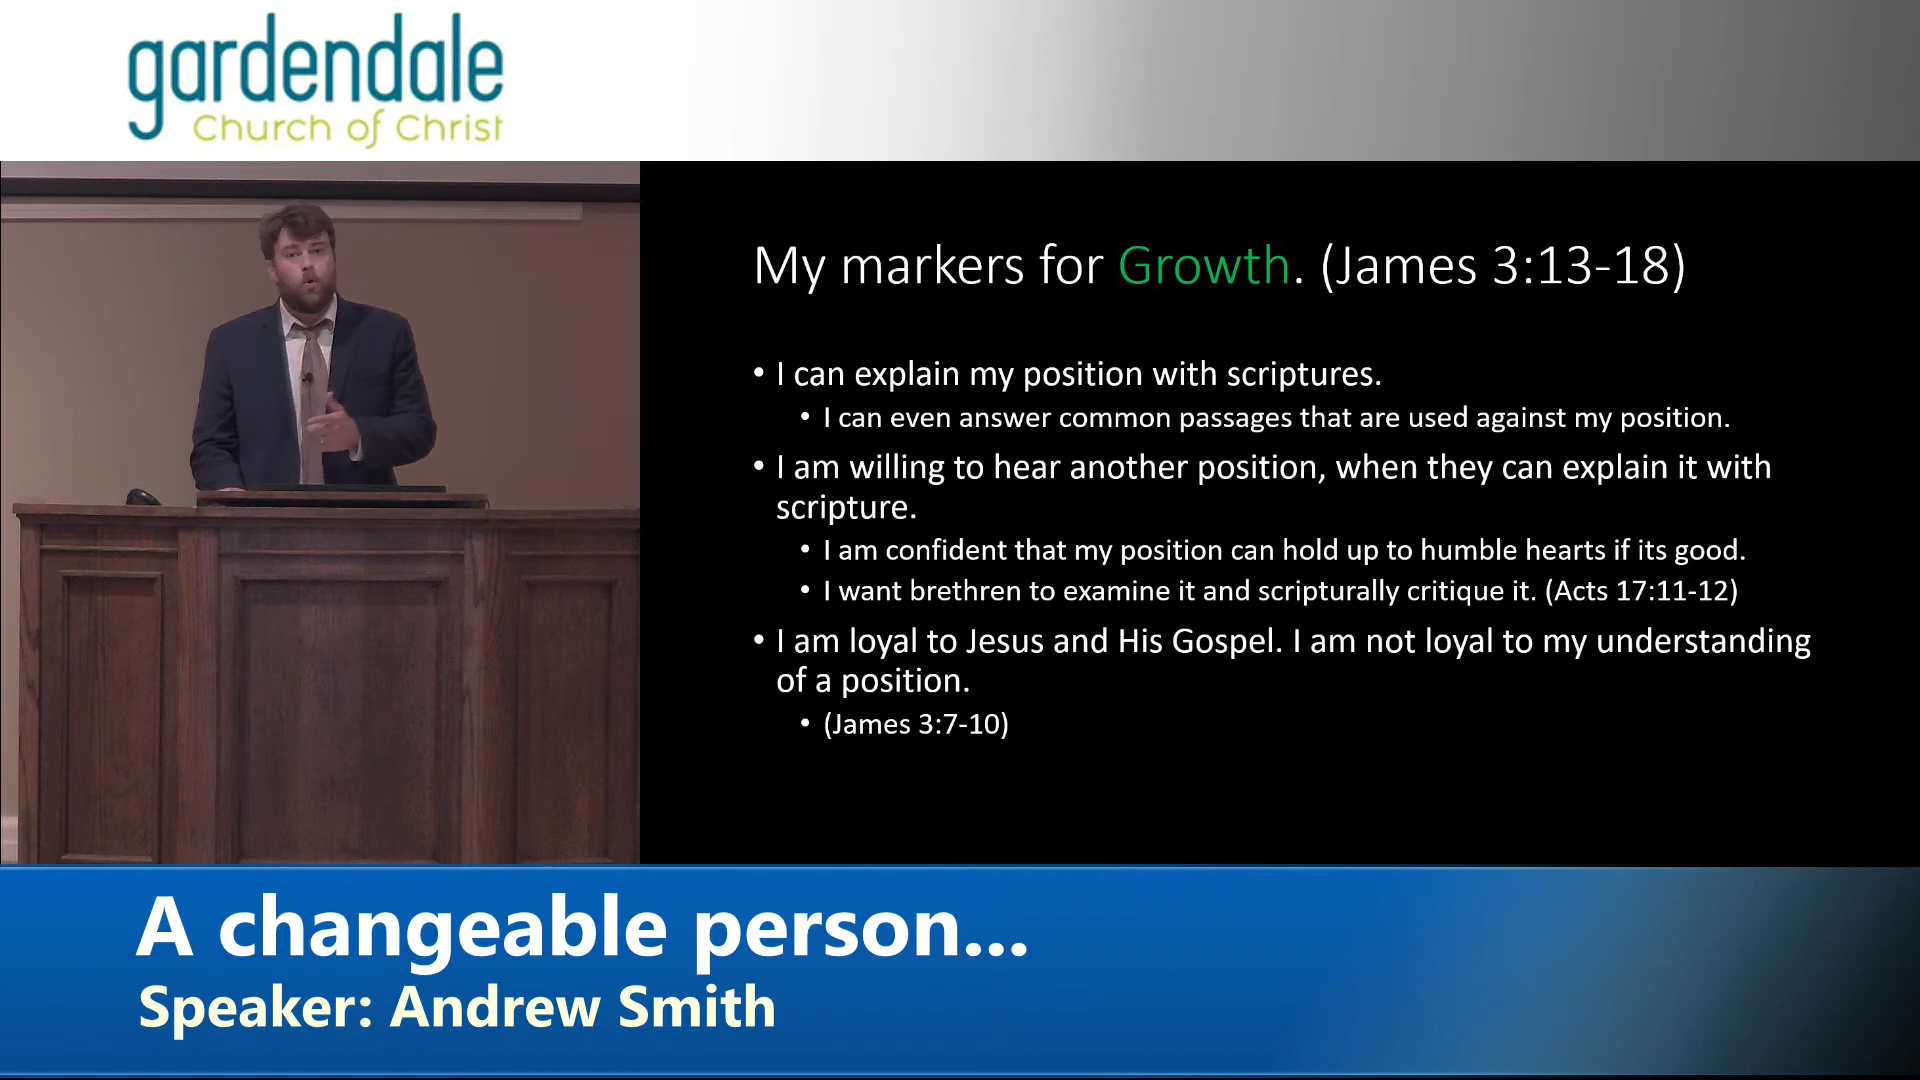 gardendale
Church of Christ
My markers for Growth. (James 3:13-18)
• I can explain my position with scriptures.
• I can even answer common passages that are used against my position.
• I am willing to hear another position, when they can explain it with
scripture.
• I am confident that my position can hold up to humble hearts if its good.
• I want brethren to examine it and scripturally critique it. (Acts 17:11-12)
• I am loyal to Jesus and His Gospel. I am not loyal to my understanding
of a position.
• (James 3:7-10)
A changeable person...
Speaker: Andrew Smith